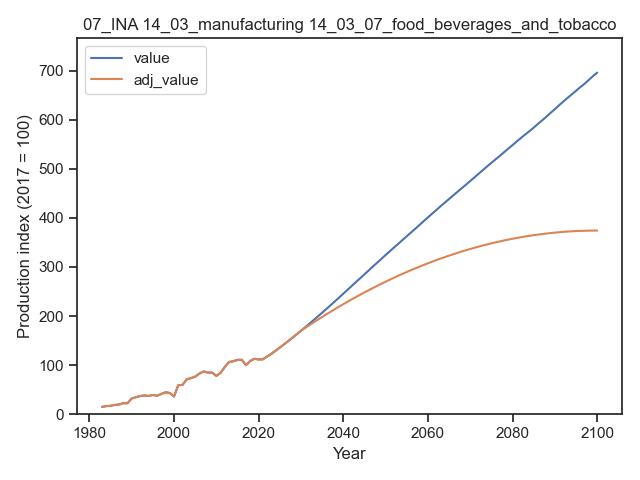 07_INA 14_03_manufacturing 14_03_07_food_beverages_and_tobacco
value
adj_value
Production index (2017 = 100)
700
600
500
400
300
200
100
0
1980 2000 2020 2040 2060 2080 2100
Year